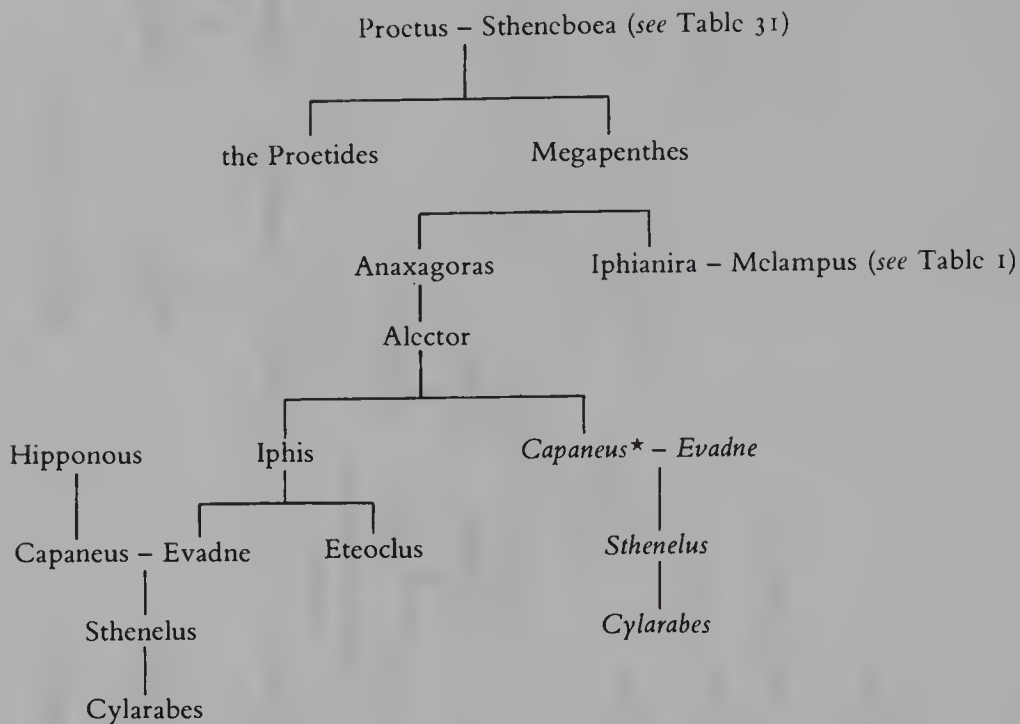 Proetus – Stheneboea (see Table 31)
the Proetides Megapenthes
Anaxagoras Iphianira – Melampus (see Table 1)
Alector
Hipponous Iphis Capaneus* – Evadne
Capaneus – Evadne Eteoclus Sthenelus
Sthenelus Cylarabes
Cylarabes